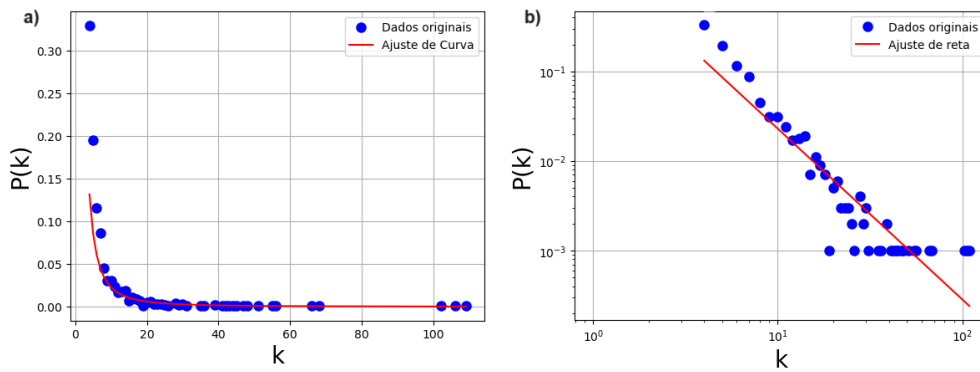 a)
Dados originais
Ajuste de Curva
0.30
0.25
0.20
0.15
0.10
0.05
0.00
P(k)
0
20
40
60
80
100
k
b)
Dados originais
Ajuste de reta
10⁻¹
10⁻²
10⁻³
P(k)
10⁰
10¹
10²
k